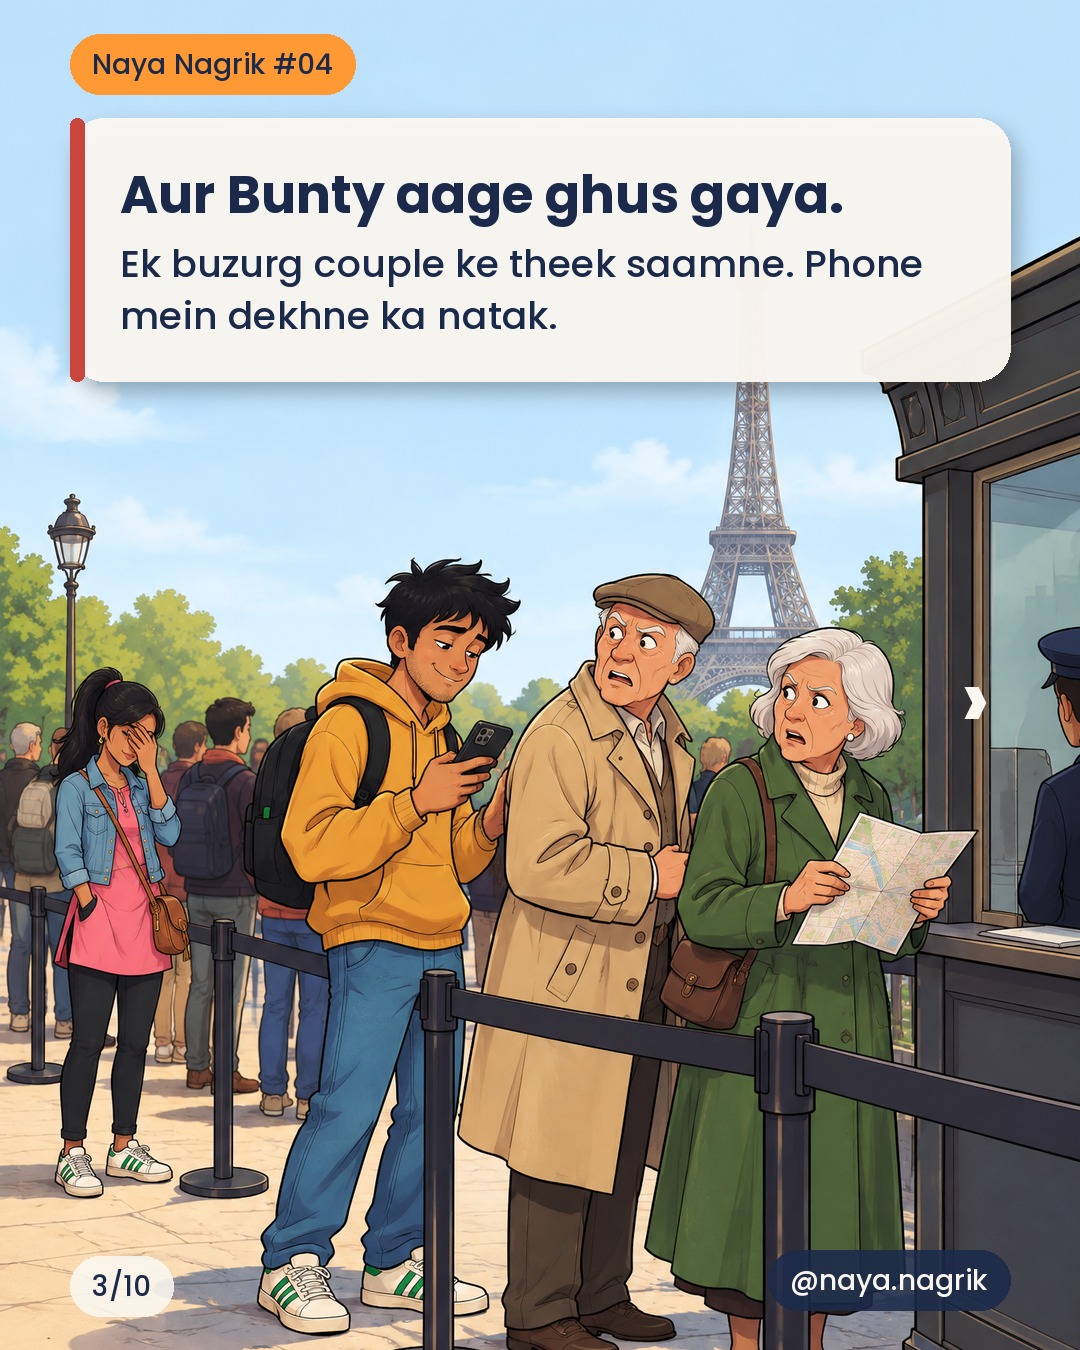 Naya Nagrik #04
Aur Bunty aage ghus gaya.
Ek buzurg couple ke theek saamne. Phone
mein dekhne ka natak.
3/10
@naya.nagrik